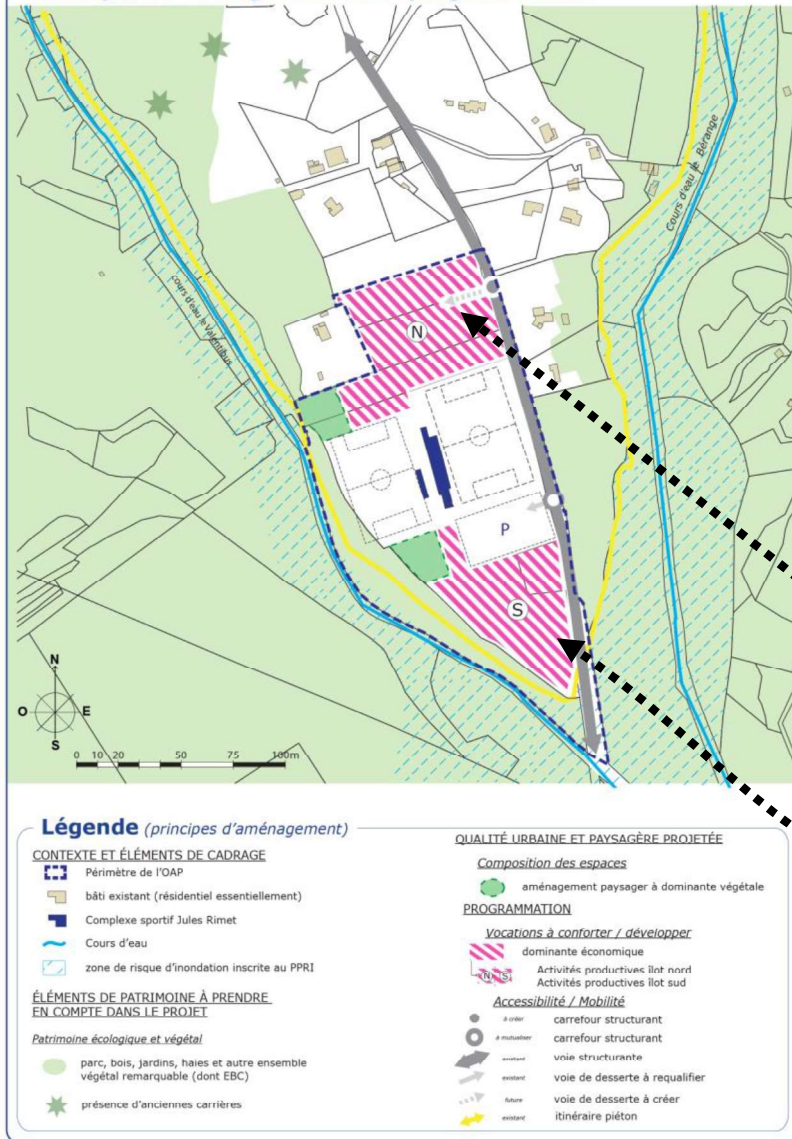 Cours d'eau le Bérange
Cours d'eau le Valentibus
N
P
S
N
O
E
S
0 10 20 50 75 100m
Légende (principes d'aménagement)
CONTEXTE ET ÉLÉMENTS DE CADRAGE
Périmètre de l'OAP
bâti existant (résidentiel essentiellement)
Complexe sportif Jules Rimet
Cours d'eau
zone de risque d'inondation inscrite au PPRI
ÉLÉMENTS DE PATRIMOINE À PRENDRE
EN COMPTE DANS LE PROJET
Patrimoine écologique et végétal
parc, bois, jardins, haies et autre ensemble
végétal remarquable (dont EBC)
présence d'anciennes carrières
QUALITÉ URBAINE ET PAYSAGÈRE PROJETÉE
Composition des espaces
aménagement paysager à dominante végétale
PROGRAMMATION
Vocations à conforter / développer
dominante économique
N S
Activités productives îlot nord
Activités productives îlot sud
Accessibilité / Mobilité
à créer carrefour structurant
à mutualiser carrefour structurant
existant voie structurante
existant voie de desserte à requalifier
future voie de desserte à créer
existant itinéraire piéton